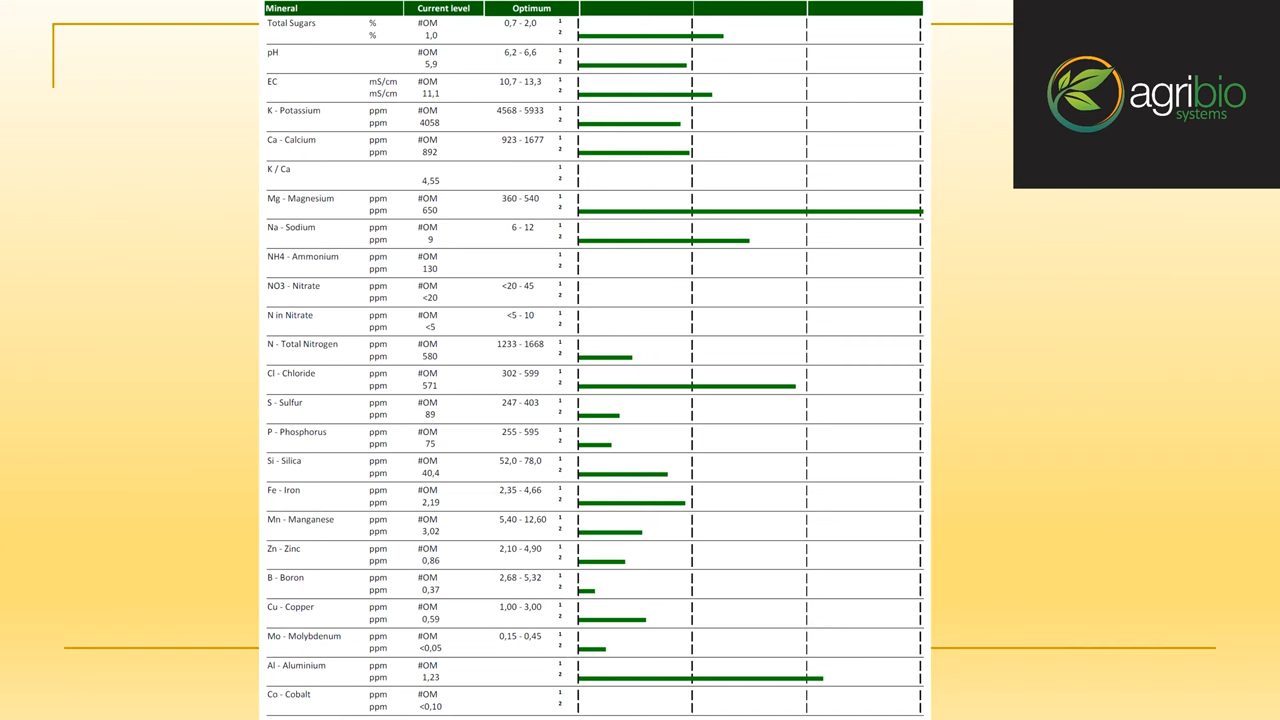 Mineral Current level Optimum
Total Sugars % #OM 0,7 - 2,0 1
% 1,0 2
pH #OM 6,2 - 6,6 1
5,9 2
EC mS/cm #OM 10,7 - 13,3 1
mS/cm 11,1 2
K - Potassium ppm #OM 4568 - 5933 1
ppm 4058 2
Ca - Calcium ppm #OM 923 - 1677 1
ppm 892 2
K / Ca 1
4,55 2
Mg - Magnesium ppm #OM 360 - 540 1
ppm 650 2
Na - Sodium ppm #OM 6 - 12 1
ppm 9 2
NH4 - Ammonium ppm #OM 1
ppm 130 2
NO3 - Nitrate ppm #OM <20 - 45 1
ppm <20 2
N in Nitrate ppm #OM <5 - 10 1
ppm <5 2
N - Total Nitrogen ppm #OM 1233 - 1668 1
ppm 580 2
Cl - Chloride ppm #OM 302 - 599 1
ppm 571 2
S - Sulfur ppm #OM 247 - 403 1
ppm 89 2
P - Phosphorus ppm #OM 255 - 595 1
ppm 75 2
Si - Silica ppm #OM 52,0 - 78,0 1
ppm 40,4 2
Fe - Iron ppm #OM 2,35 - 4,66 1
ppm 2,19 2
Mn - Manganese ppm #OM 5,40 - 12,60 1
ppm 3,02 2
Zn - Zinc ppm #OM 2,10 - 4,90 1
ppm 0,86 2
B - Boron ppm #OM 2,68 - 5,32 1
ppm 0,37 2
Cu - Copper ppm #OM 1,00 - 3,00 1
ppm 0,59 2
Mo - Molybdenum ppm #OM 0,15 - 0,45 1
ppm <0,05 2
Al - Aluminium ppm #OM 1
ppm 1,23 2
Co - Cobalt ppm #OM 1
ppm <0,10 2
agribio
systems